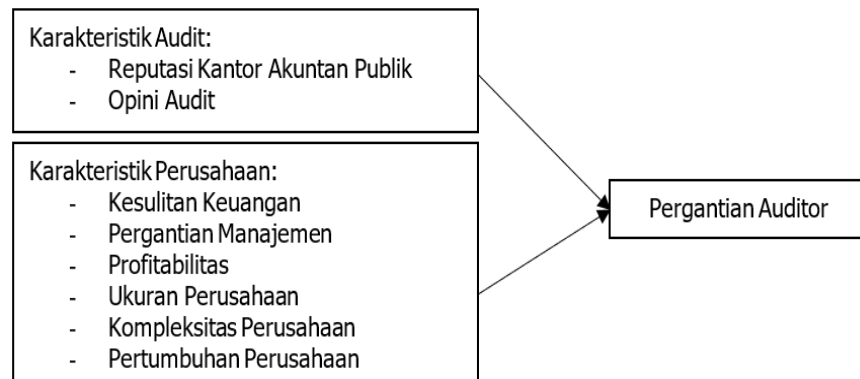 Karakteristik Audit:
- Reputasi Kantor Akuntan Publik
- Opini Audit
Karakteristik Perusahaan:
- Kesulitan Keuangan
- Pergantian Manajemen
- Profitabilitas
- Ukuran Perusahaan
- Kompleksitas Perusahaan
- Pertumbuhan Perusahaan
Pergantian Auditor